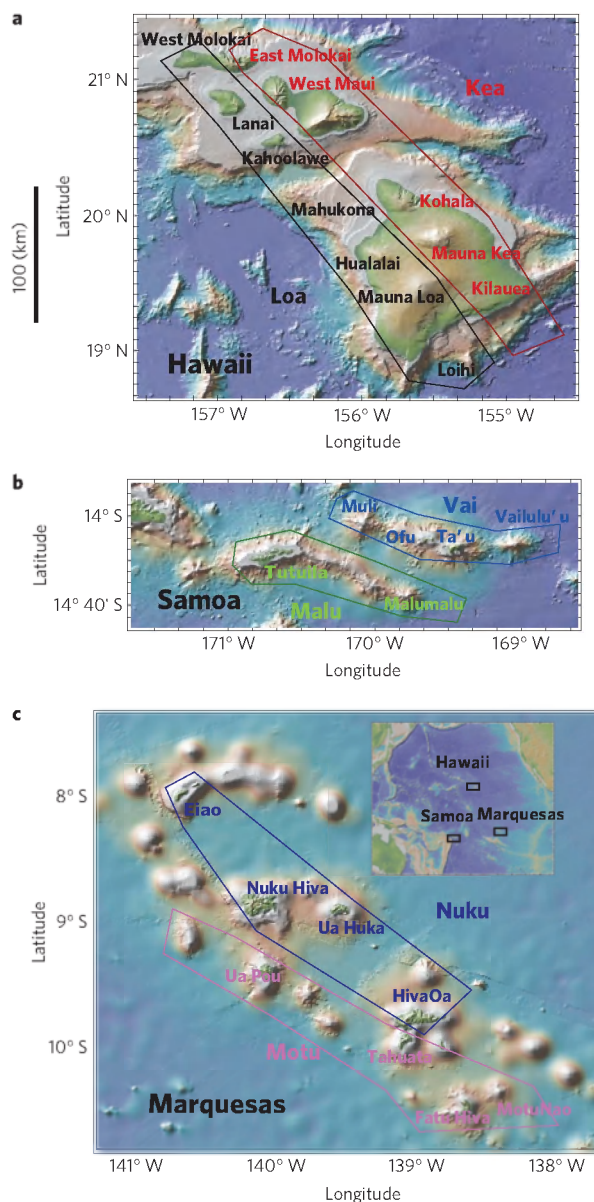 a
West Molokai
East Molokai
21° N
West Maui
Kea
Lanai
Kahoolawe
Latitude
100 (km)
20° N
Mahukona
Kohala
Hualalai
Mauna Kea
Kilauea
Loa
Mauna Loa
19° N
Hawaii
Loihi
157° W
156° W
155° W
Longitude
b
Latitude
14° S
Muli
Vai
Vailulu' u
Ofu
Ta' u
Tutuila
14° 40' S
Samoa
Malu
Malumalu
171° W
170° W
169° W
Longitude
c
Hawaii
8° S
Eiao
Samoa
Marquesas
Latitude
Nuku Hiva
Nuku
9° S
Ua Huka
Ua Pou
HivaOa
10° S
Motu
Tahuata
Marquesas
Fatu Hiva
MotuNao
141° W
140° W
139° W
138° W
Longitude